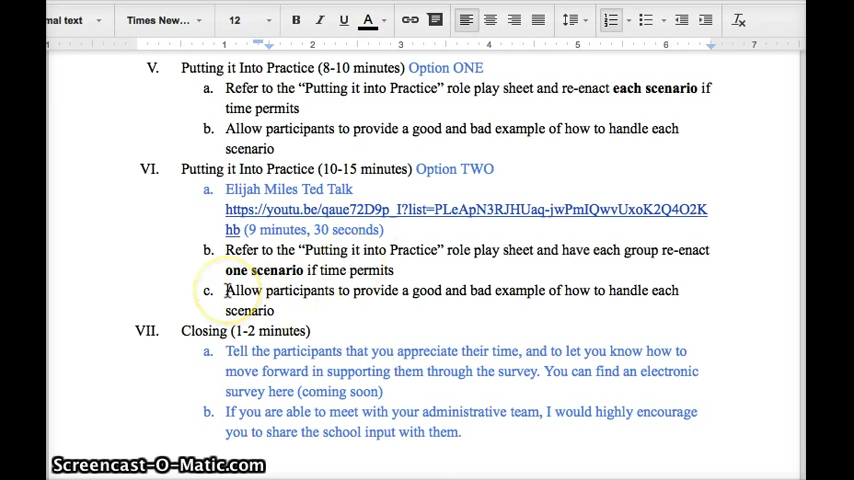 mal text
Times New...
12
B I U A
1 2 3 4 5 6 7
V. Putting it Into Practice (8-10 minutes) Option ONE
a. Refer to the “Putting it into Practice” role play sheet and re-enact each scenario if
time permits
b. Allow participants to provide a good and bad example of how to handle each
scenario
VI. Putting it Into Practice (10-15 minutes) Option TWO
a. Elijah Miles Ted Talk
https://youtu.be/qaue72D9p_I?list=PLeApN3RJHUaq-jwPmIQwvUxoK2Q4O2K
hb (9 minutes, 30 seconds)
b. Refer to the “Putting it into Practice” role play sheet and have each group re-enact
one scenario if time permits
c. Allow participants to provide a good and bad example of how to handle each
scenario
VII. Closing (1-2 minutes)
a. Tell the participants that you appreciate their time, and to let you know how to
move forward in supporting them through the survey. You can find an electronic
survey here (coming soon)
b. If you are able to meet with your administrative team, I would highly encourage
you to share the school input with them.
Screencast-O-Matic.com